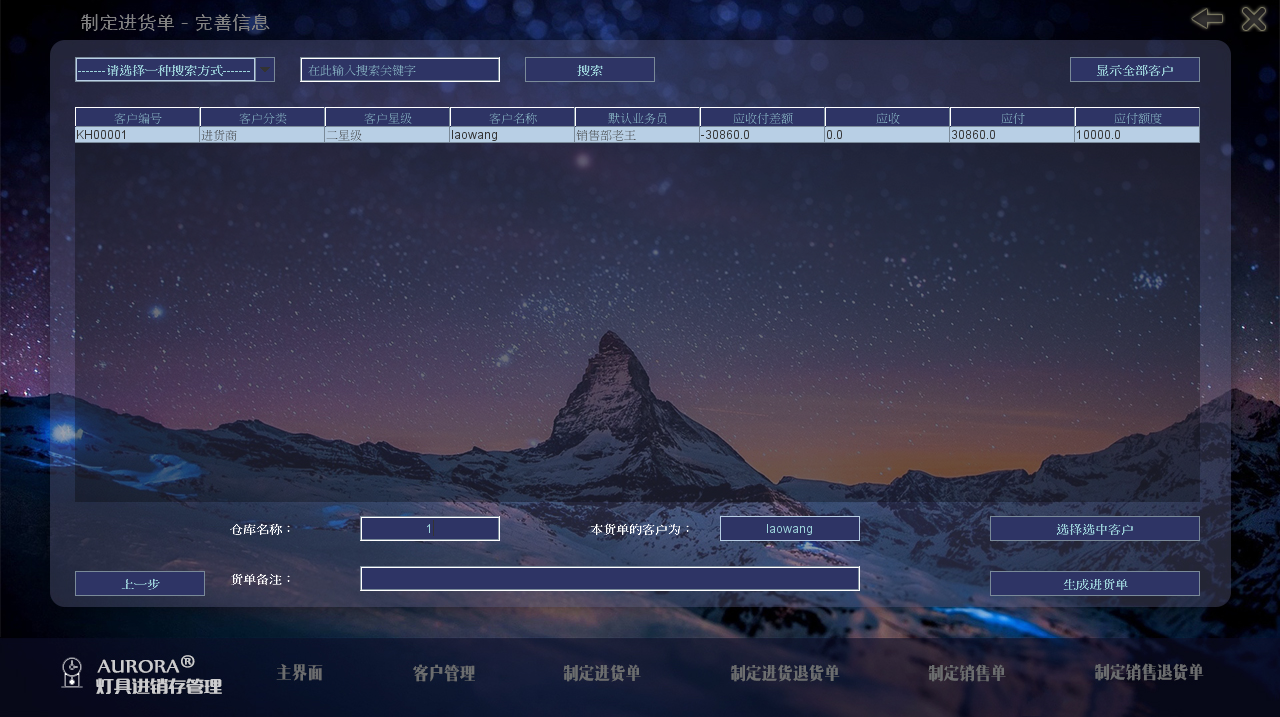 制定进货单 - 完善信息
-------请选择一种搜索方式------- 在此输入搜索关键字 搜索 显示全部客户
客户编号 客户分类 客户星级 客户名称 默认业务员 应收付差额 应收 应付 应付额度
KH00001 进货商 二星级 laowang 销售部老王 -30860.0 0.0 30860.0 10000.0
仓库名称： 1 本货单的客户为： laowang 选择选中客户
上一步 货单备注： 生成进货单
AURORA®
灯具进销存管理
主界面 客户管理 制定进货单 制定进货退货单 制定销售单 制定销售退货单